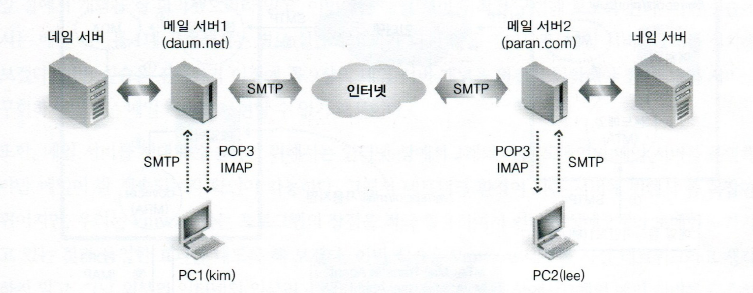 네임 서버
메일 서버1
(daum.net)
메일 서버2
(paran.com)
네임 서버
SMTP
인터넷
SMTP
SMTP
POP3
IMAP
POP3
IMAP
SMTP
PC1(kim)
PC2(lee)